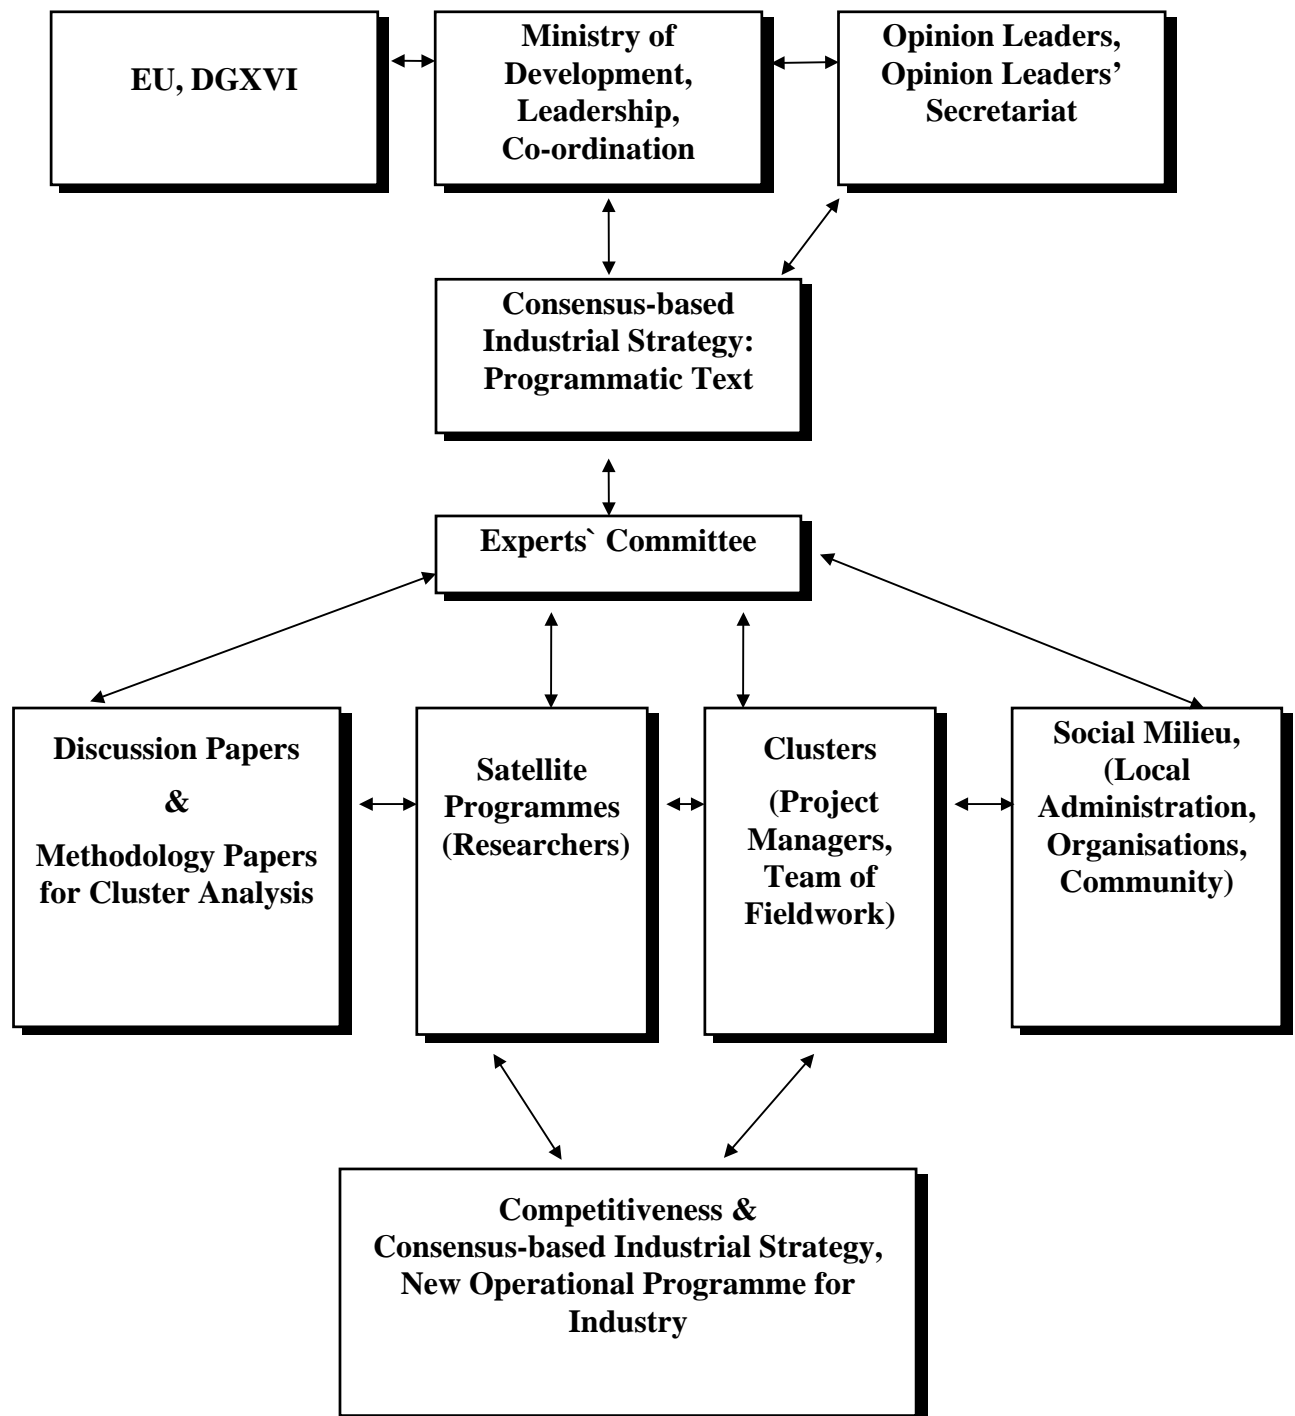 EU, DGXVI
Ministry of
Development,
Leadership,
Co-ordination
Opinion Leaders,
Opinion Leaders’
Secretariat
Consensus-based
Industrial Strategy:
Programmatic Text
Experts` Committee
Discussion Papers
&
Methodology Papers
for Cluster Analysis
Satellite
Programmes
(Researchers)
Clusters
(Project
Managers,
Team of
Fieldwork)
Social Milieu,
(Local
Administration,
Organisations,
Community)
Competitiveness &
Consensus-based Industrial Strategy,
New Operational Programme for
Industry